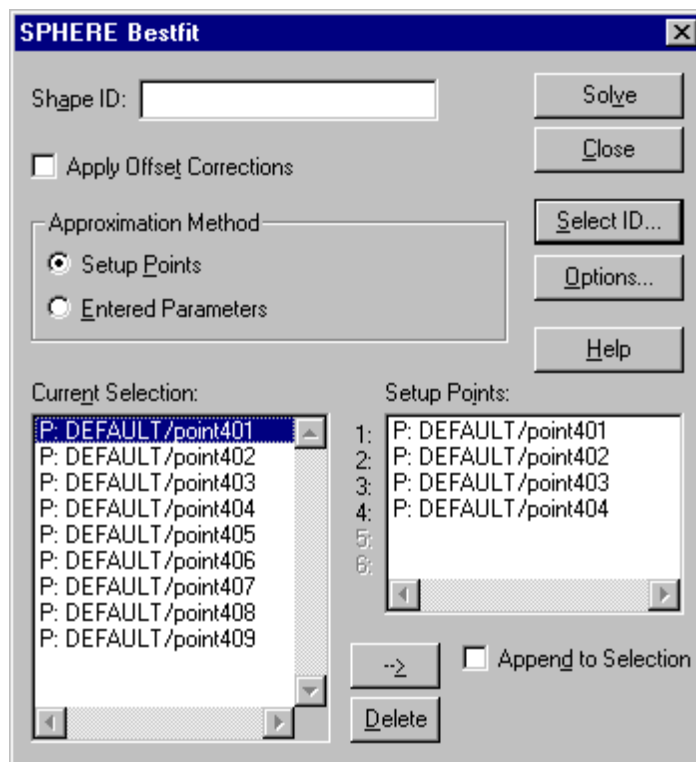 SPHERE Bestfit
Shape ID:
Solve
Close
Apply Offset Corrections
Approximation Method
Setup Points
Entered Parameters
Select ID...
Options...
Help
Current Selection:
P: DEFAULT/point401
P: DEFAULT/point402
P: DEFAULT/point403
P: DEFAULT/point404
P: DEFAULT/point405
P: DEFAULT/point406
P: DEFAULT/point407
P: DEFAULT/point408
P: DEFAULT/point409
Setup Points:
1: P: DEFAULT/point401
2: P: DEFAULT/point402
3: P: DEFAULT/point403
4: P: DEFAULT/point404
5:
6:
-->
Append to Selection
Delete